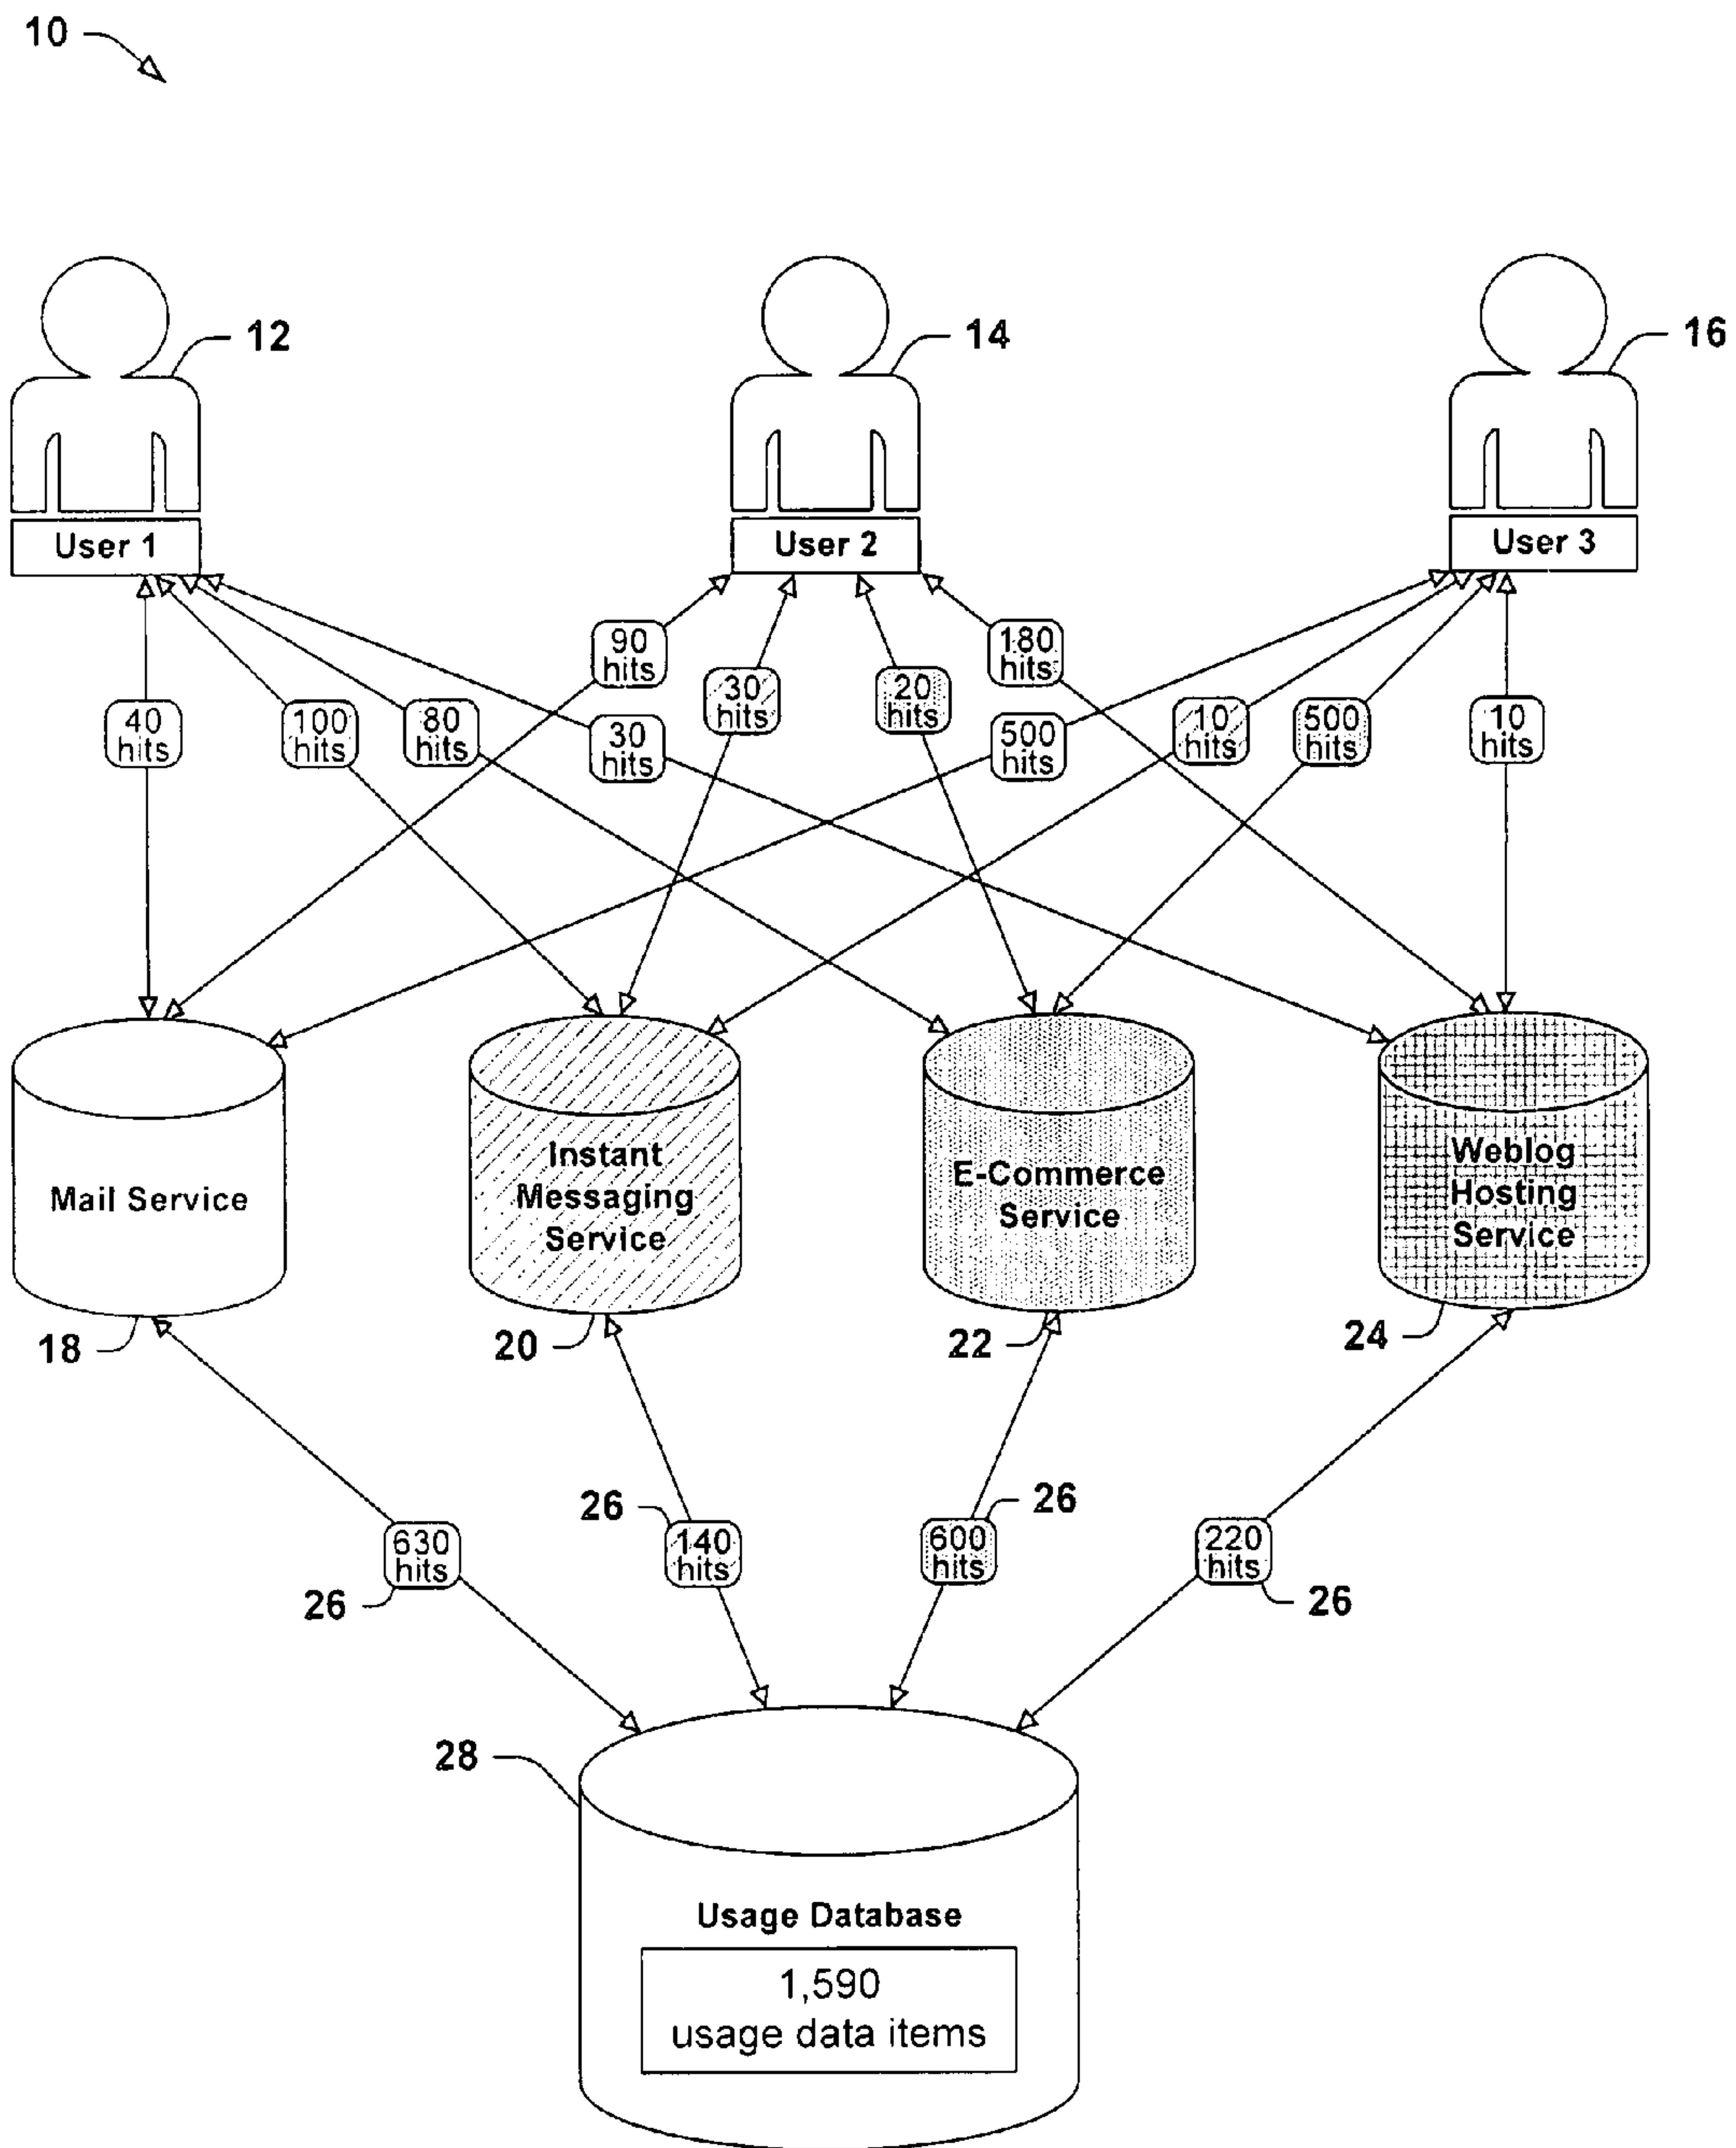 10
12
14
16
User 1
User 2
User 3
90
hits
180
hits
30
hits
20
hits
40
hits
100
hits
80
hits
30
hits
500
hits
10
hits
500
hits
10
hits
Mail Service
Instant
Messaging
Service
E-Commerce
Service
Weblog
Hosting
Service
18
20
22
24
26
26
630
hits
140
hits
600
hits
220
hits
26
26
28
Usage Database
1,590
usage data items